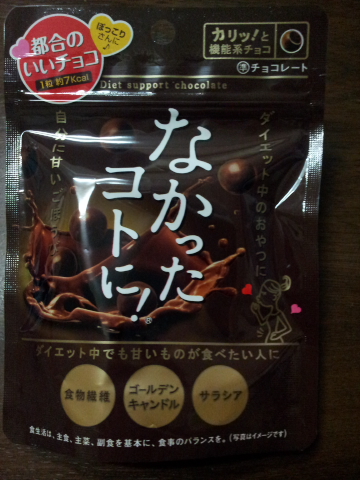 都合の
いいチョコ
1粒 約7Kcal
ぽっこり
さんに♪
カリッ!と
機能系チョコ
準チョコレート
Diet support chocolate
なかった
コトに!®
ダイエット中のおやつに
自分に甘い
ダイエット中でも甘いものが食べたい人に
食物繊維
ゴールデン
キャンドル
サラシア
食生活は、主食、主菜、副食を基本に、食事のバランスを。(写真はイメージです)